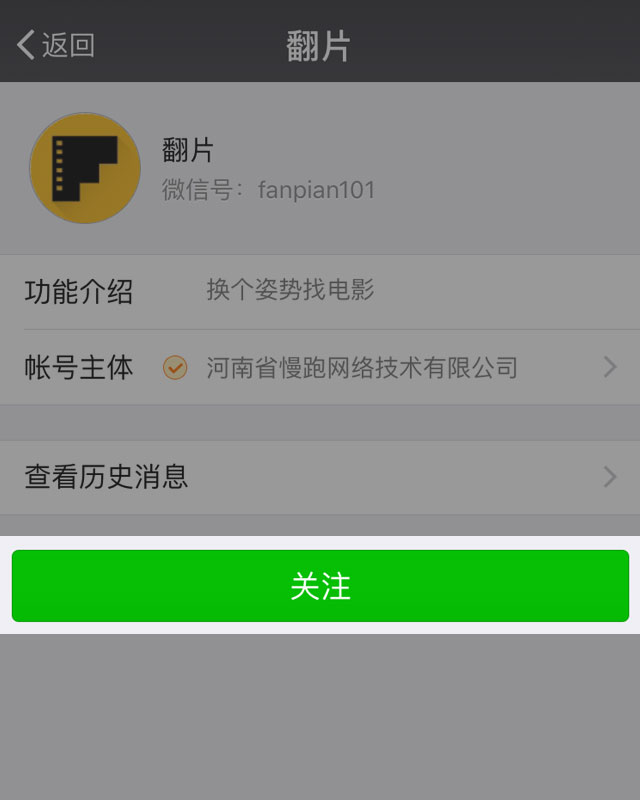 返回
翻片
翻片
微信号：fanpian101
功能介绍
换个姿势找电影
帐号主体
河南省慢跑网络技术有限公司
查看历史消息
关注